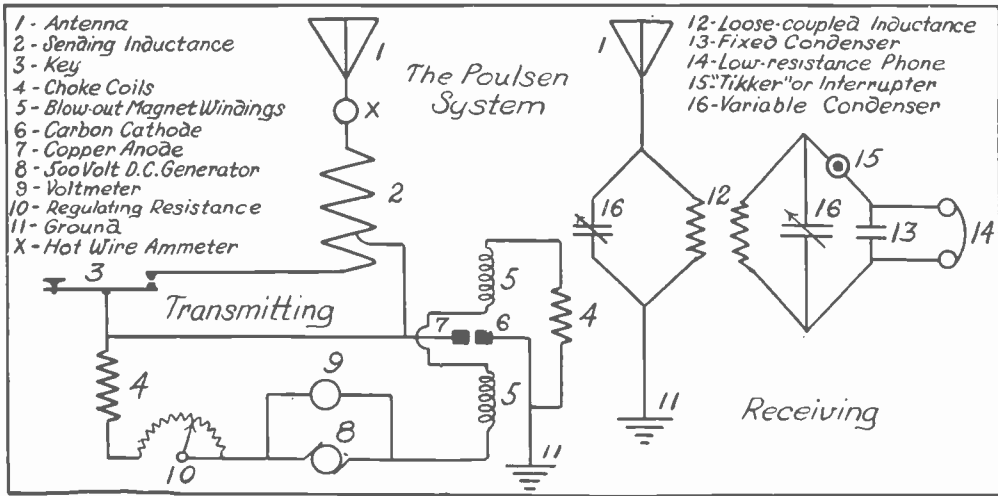 1 - Antenna
2 - Sending Inductance
3 - Key
4 - Choke Coils
5 - Blow-out Magnet Windings
6 - Carbon Cathode
7 - Copper Anode
8 - 500 Volt D.C. Generator
9 - Voltmeter
10 - Regulating Resistance
11 - Ground
X - Hot Wire Ammeter
The Poulsen
System
12-Loose-coupled Inductance
13-Fixed Condenser
14-Low-resistance Phone
15-"Tikker" or Interrupter
16-Variable Condenser
1
X
2
3
Transmitting
4
10
9
8
7
6
5
5
4
11
1
16
12
11
16
15
13
14
Receiving